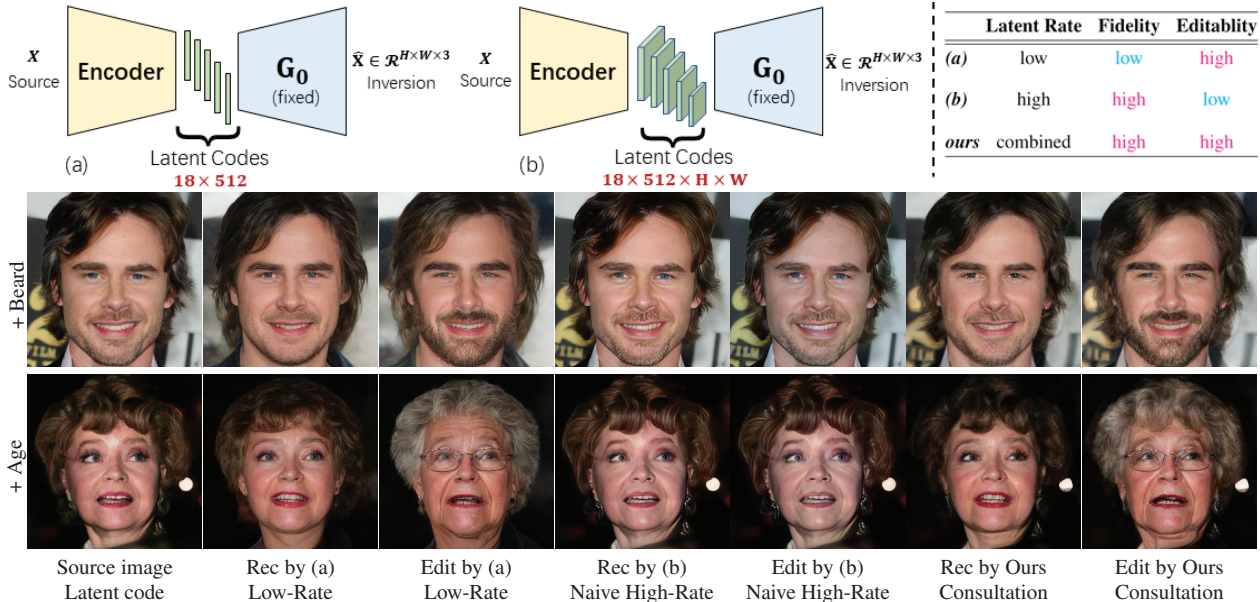 X
Source
Encoder
G₀
(fixed)
X̂ ∈ 𝓡^{H×W×3}
Inversion
(a)
Latent Codes
18 × 512
X
Source
Encoder
G₀
(fixed)
X̂ ∈ 𝓡^{H×W×3}
Inversion
(b)
Latent Codes
18 × 512 × H × W
Latent Rate Fidelity Editablity
(a) low low high
(b) high high low
ours combined high high
+ Beard
FILM
+ Age
Source image
Latent code
Rec by (a)
Low-Rate
Edit by (a)
Low-Rate
Rec by (b)
Naive High-Rate
Edit by (b)
Naive High-Rate
Rec by Ours
Consultation
Edit by Ours
Consultation